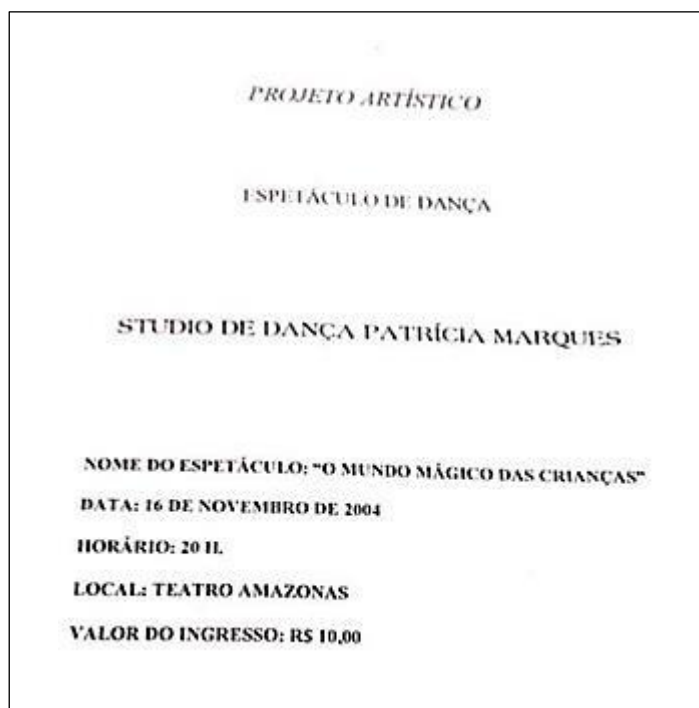 PROJETO ARTÍSTICO
ESPETÁCULO DE DANÇA
STUDIO DE DANÇA PATRÍCIA MARQUES
NOME DO ESPETÁCULO: "O MUNDO MÁGICO DAS CRIANÇAS"
DATA: 16 DE NOVEMBRO DE 2004
HORÁRIO: 20 H.
LOCAL: TEATRO AMAZONAS
VALOR DO INGRESSO: R$ 10,00